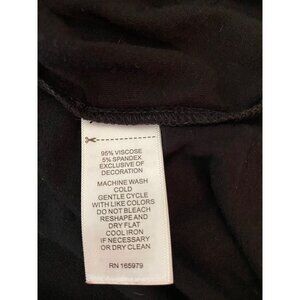 95% VISCOSE
5% SPANDEX
EXCLUSIVE OF
DECORATION
MACHINE WASH
COLD
GENTLE CYCLE
WITH LIKE COLORS
DO NOT BLEACH
RESHAPE AND
DRY FLAT
COOL IRON
IF NECESSARY
OR DRY CLEAN
RN 165979